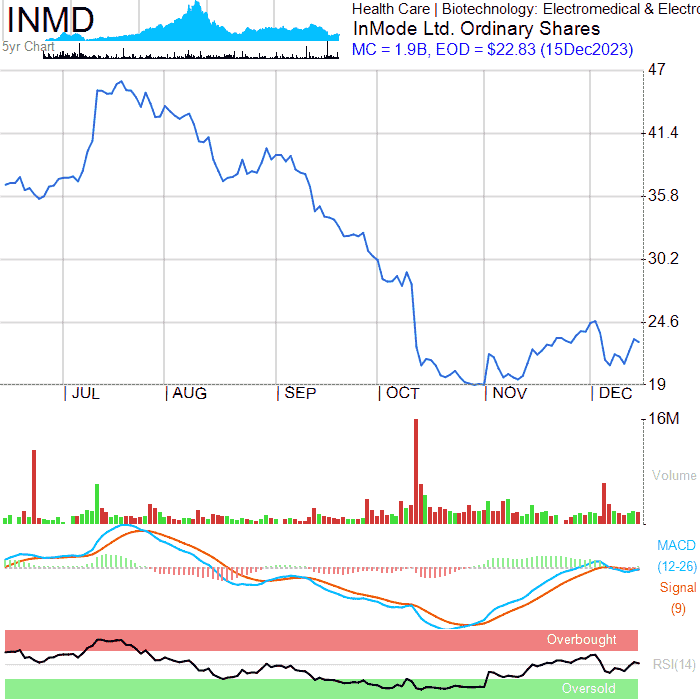 INMD
5yr Chart
Health Care | Biotechnology: Electromedical & Electro
InMode Ltd. Ordinary Shares
MC = 1.9B, EOD = $22.83 (15Dec2023)
47
41.4
35.8
30.2
24.6
19
JUL AUG SEP OCT NOV DEC
16M
Volume
MACD
(12-26)
Signal
(9)
Overbought
RSI(14)
Oversold